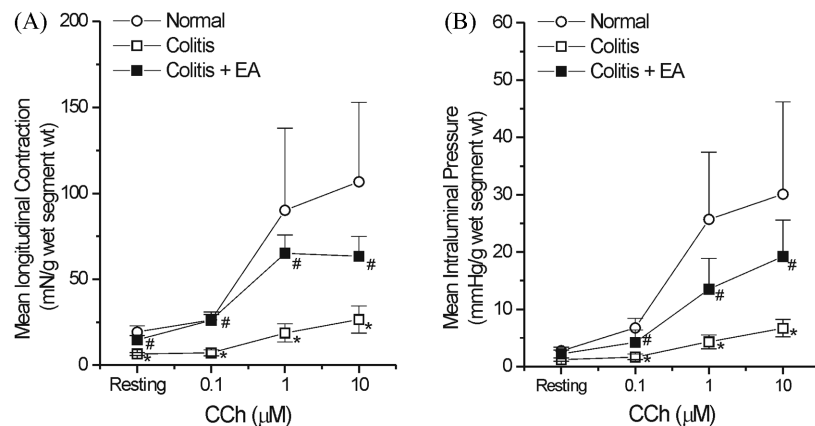 (A)
Normal
Colitis
Colitis + EA
200
150
100
50
0
Mean longitudinal Contraction
(mN/g wet segment wt)
#
#
#
#
*
*
*
*
Resting
0.1
1
10
CCh (μM)
(B)
Normal
Colitis
Colitis + EA
60
50
40
30
20
10
0
Mean Intraluminal Pressure
(mmHg/g wet segment wt)
#
#
#
*
*
*
Resting
0.1
1
10
CCh (μM)